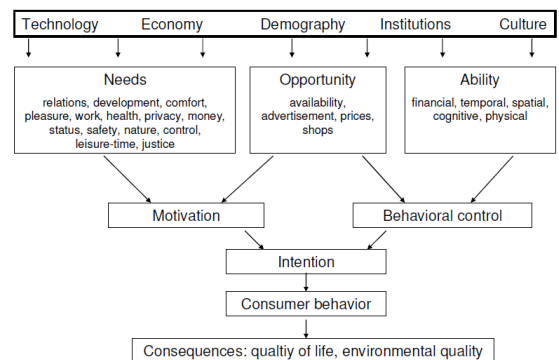 Technology Economy Demography Institutions Culture
Needs
relations, development, comfort,
pleasure, work, health, privacy, money,
status, safety, nature, control,
leisure-time, justice
Opportunity
availability,
advertisement, prices,
shops
Ability
financial, temporal, spatial,
cognitive, physical
Motivation
Behavioral control
Intention
Consumer behavior
Consequences: qualtiy of life, environmental quality